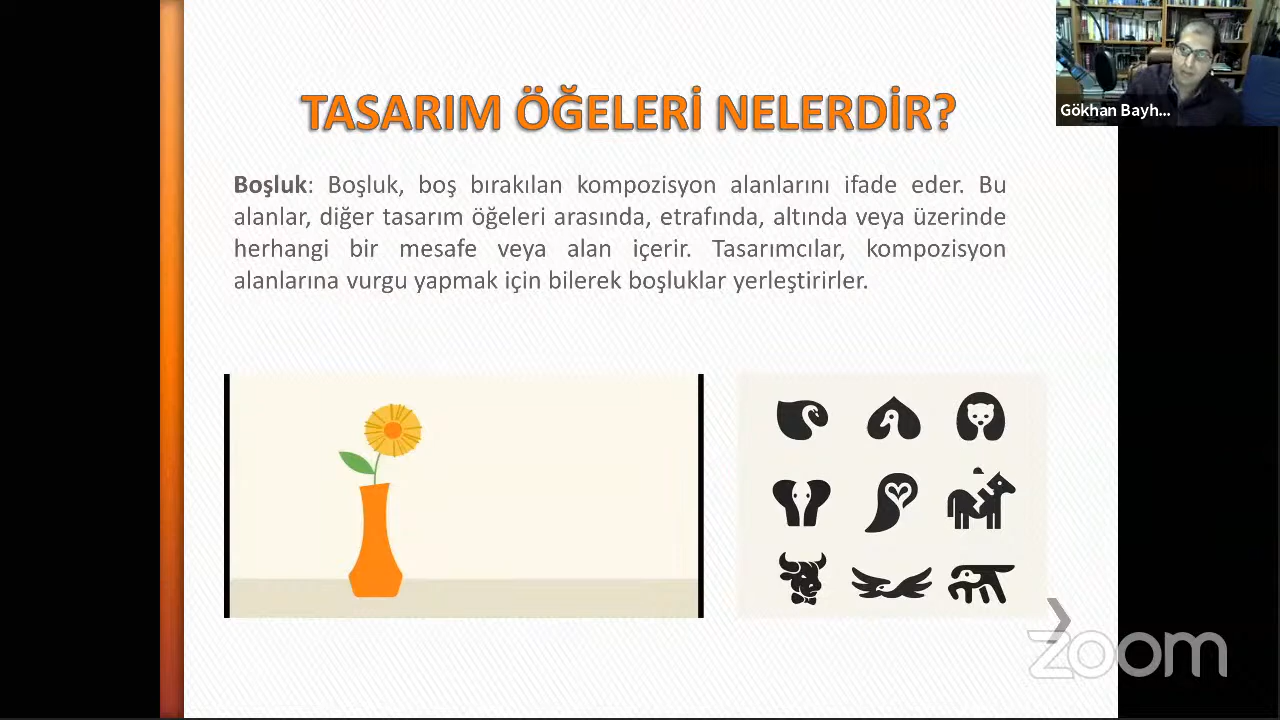 TASARIM ÖĞELERİ NELERDİR?
Boşluk: Boşluk, boş bırakılan kompozisyon alanlarını ifade eder. Bu
alanlar, diğer tasarım öğeleri arasında, etrafında, altında veya üzerinde
herhangi bir mesafe veya alan içerir. Tasarımcılar, kompozisyon
alanlarına vurgu yapmak için bilerek boşluklar yerleştirirler.
Gökhan Bayh...
zoom